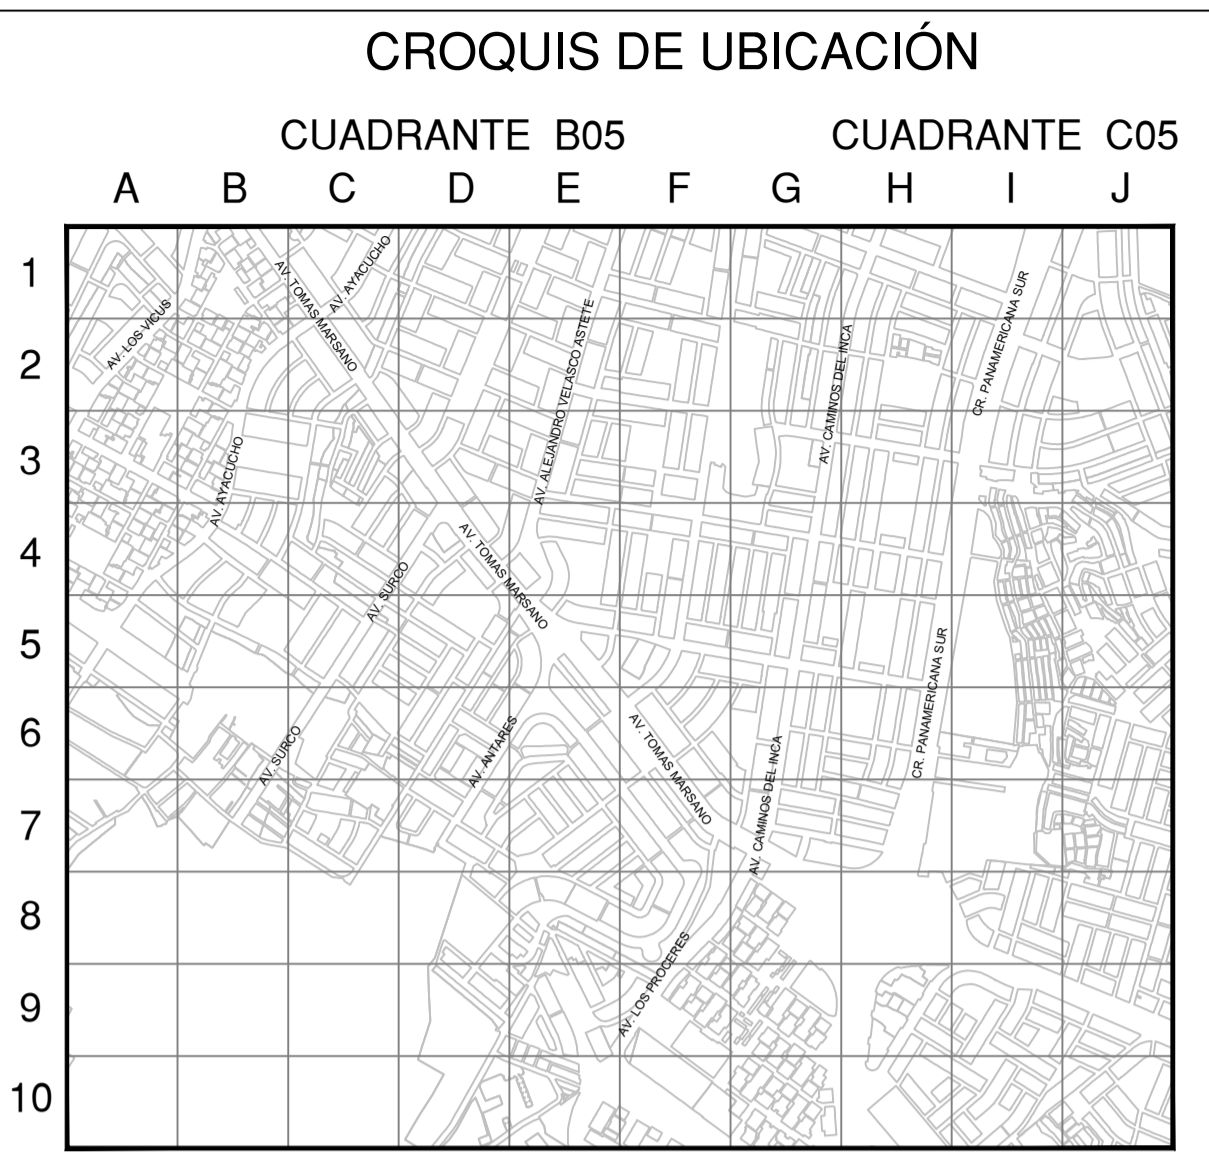 CROQUIS DE UBICACIÓN
CUADRANTE B05 CUADRANTE C05
A B C D E F G H I J
1
AV. AYACUCHO
AV. TOMAS MARSANO
AV. LOS VICUS
CR. PANAMERICANA SUR
2
AV. ALEJANDRO VELASCO ASTETE
AV. CAMINOS DEL INCA
3
AV. AYACUCHO
4
AV. TOMAS MARSANO
AV. SURCO
5
CR. PANAMERICANA SUR
6
AV. SURCO
AV. ANTARES
AV. TOMAS MARSANO
AV. CAMINOS DEL INCA
7
8
AV. LOS PROCERES
9
10